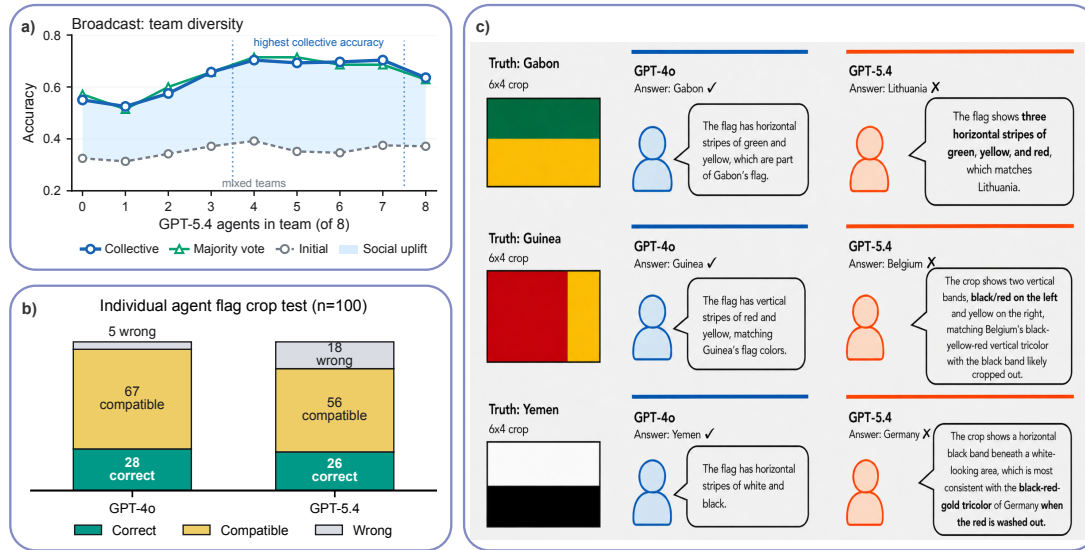 a)
Broadcast: team diversity
highest collective accuracy
Accuracy
0.8
0.6
0.4
0.2
mixed teams
0 1 2 3 4 5 6 7 8
GPT-5.4 agents in team (of 8)
Collective Majority vote Initial Social uplift
b)
Individual agent flag crop test (n=100)
5 wrong
67
compatible
28
correct
18
wrong
56
compatible
26
correct
GPT-4o GPT-5.4
Correct Compatible Wrong
c)
Truth: Gabon
6x4 crop
GPT-4o
Answer: Gabon ✓
The flag has horizontal
stripes of green and
yellow, which are part
of Gabon's flag.
GPT-5.4
Answer: Lithuania ✗
The flag shows three
horizontal stripes of
green, yellow, and red,
which matches
Lithuania.
Truth: Guinea
6x4 crop
GPT-4o
Answer: Guinea ✓
The flag has vertical
stripes of red and
yellow, matching
Guinea's flag colors.
GPT-5.4
Answer: Belgium ✗
The crop shows two vertical
bands, black/red on the left
and yellow on the right,
matching Belgium's black-
yellow-red vertical tricolor
with the black band likely
cropped out.
Truth: Yemen
6x4 crop
GPT-4o
Answer: Yemen ✓
The flag has horizontal
stripes of white and
black.
GPT-5.4
Answer: Germany ✗
The crop shows a horizontal
black band beneath a white-
looking area, which is most
consistent with the black-red-
gold tricolor of Germany when
the red is washed out.